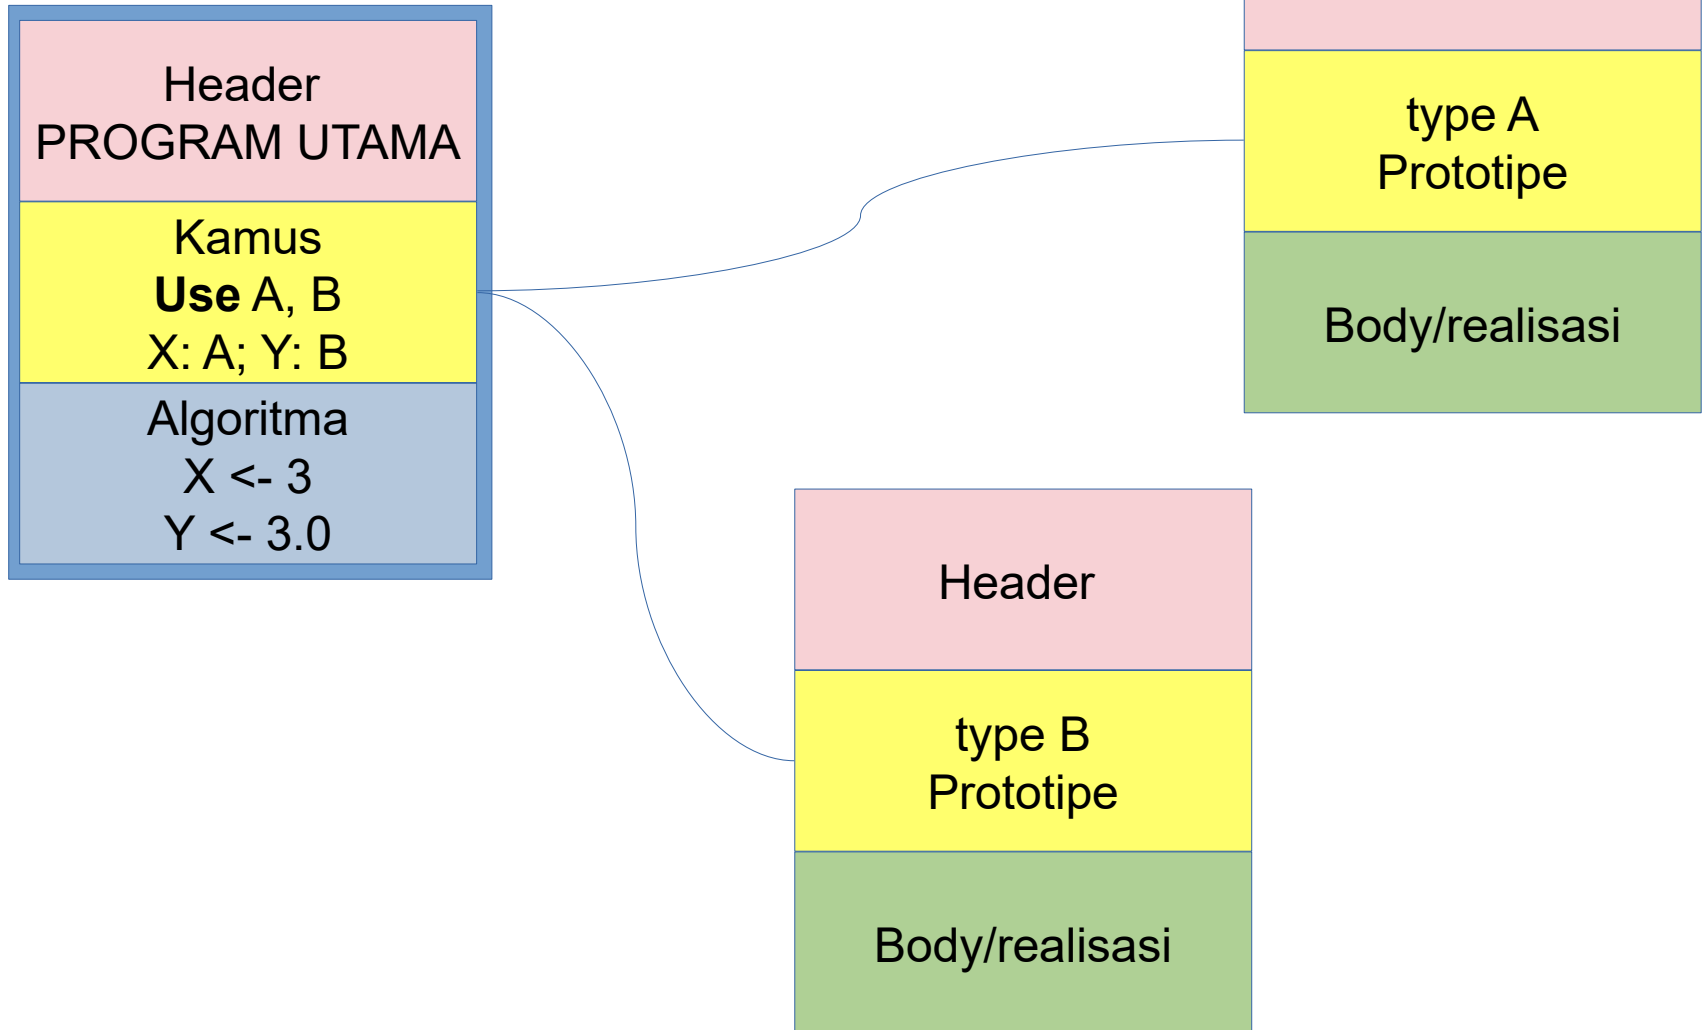 Header
PROGRAM UTAMA
Kamus
Use A, B
X: A; Y: B
Algoritma
X <- 3
Y <- 3.0
type A
Prototipe
Body/realisasi
Header
type B
Prototipe
Body/realisasi